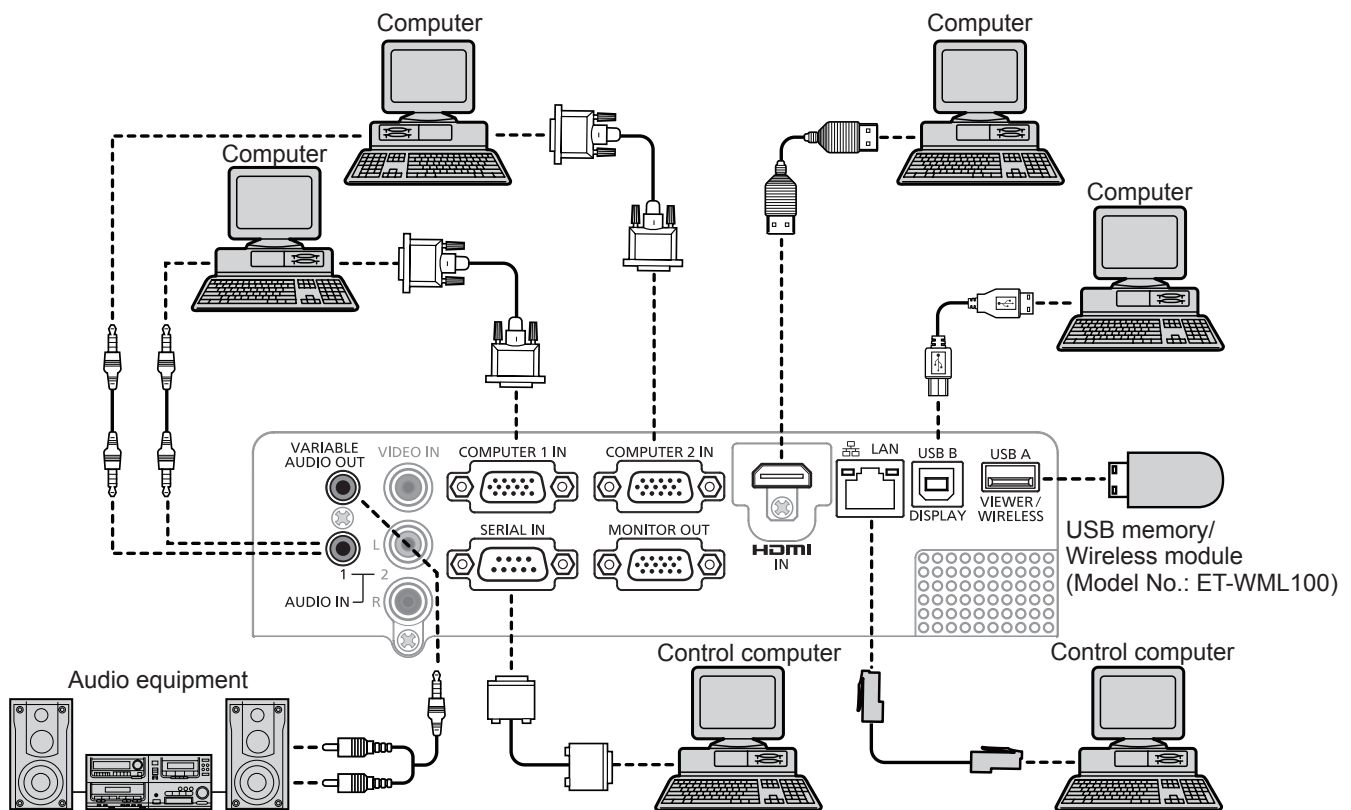 Computer
Computer
Computer
Computer
VARIABLE
AUDIO OUT
VIDEO IN
COMPUTER 1 IN
COMPUTER 2 IN
LAN
USB B
USB A
DISPLAY
VIEWER /
WIRELESS
SERIAL IN
MONITOR OUT
HDMI
IN
L
1
2
AUDIO IN
R
USB memory/
Wireless module
(Model No.: ET-WML100)
Audio equipment
Control computer
Control computer